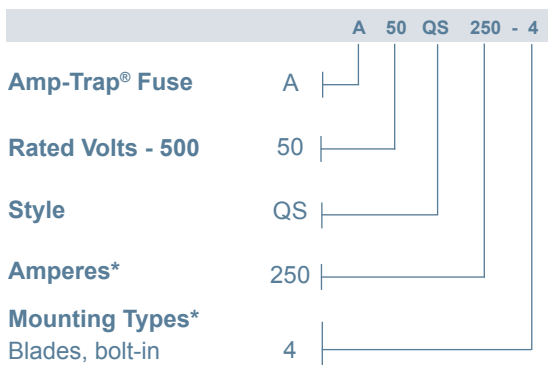 A 50 QS 250 - 4
Amp-Trap® Fuse A
Rated Volts - 500 50
Style QS
Amperes* 250
Mounting Types*
Blades, bolt-in 4